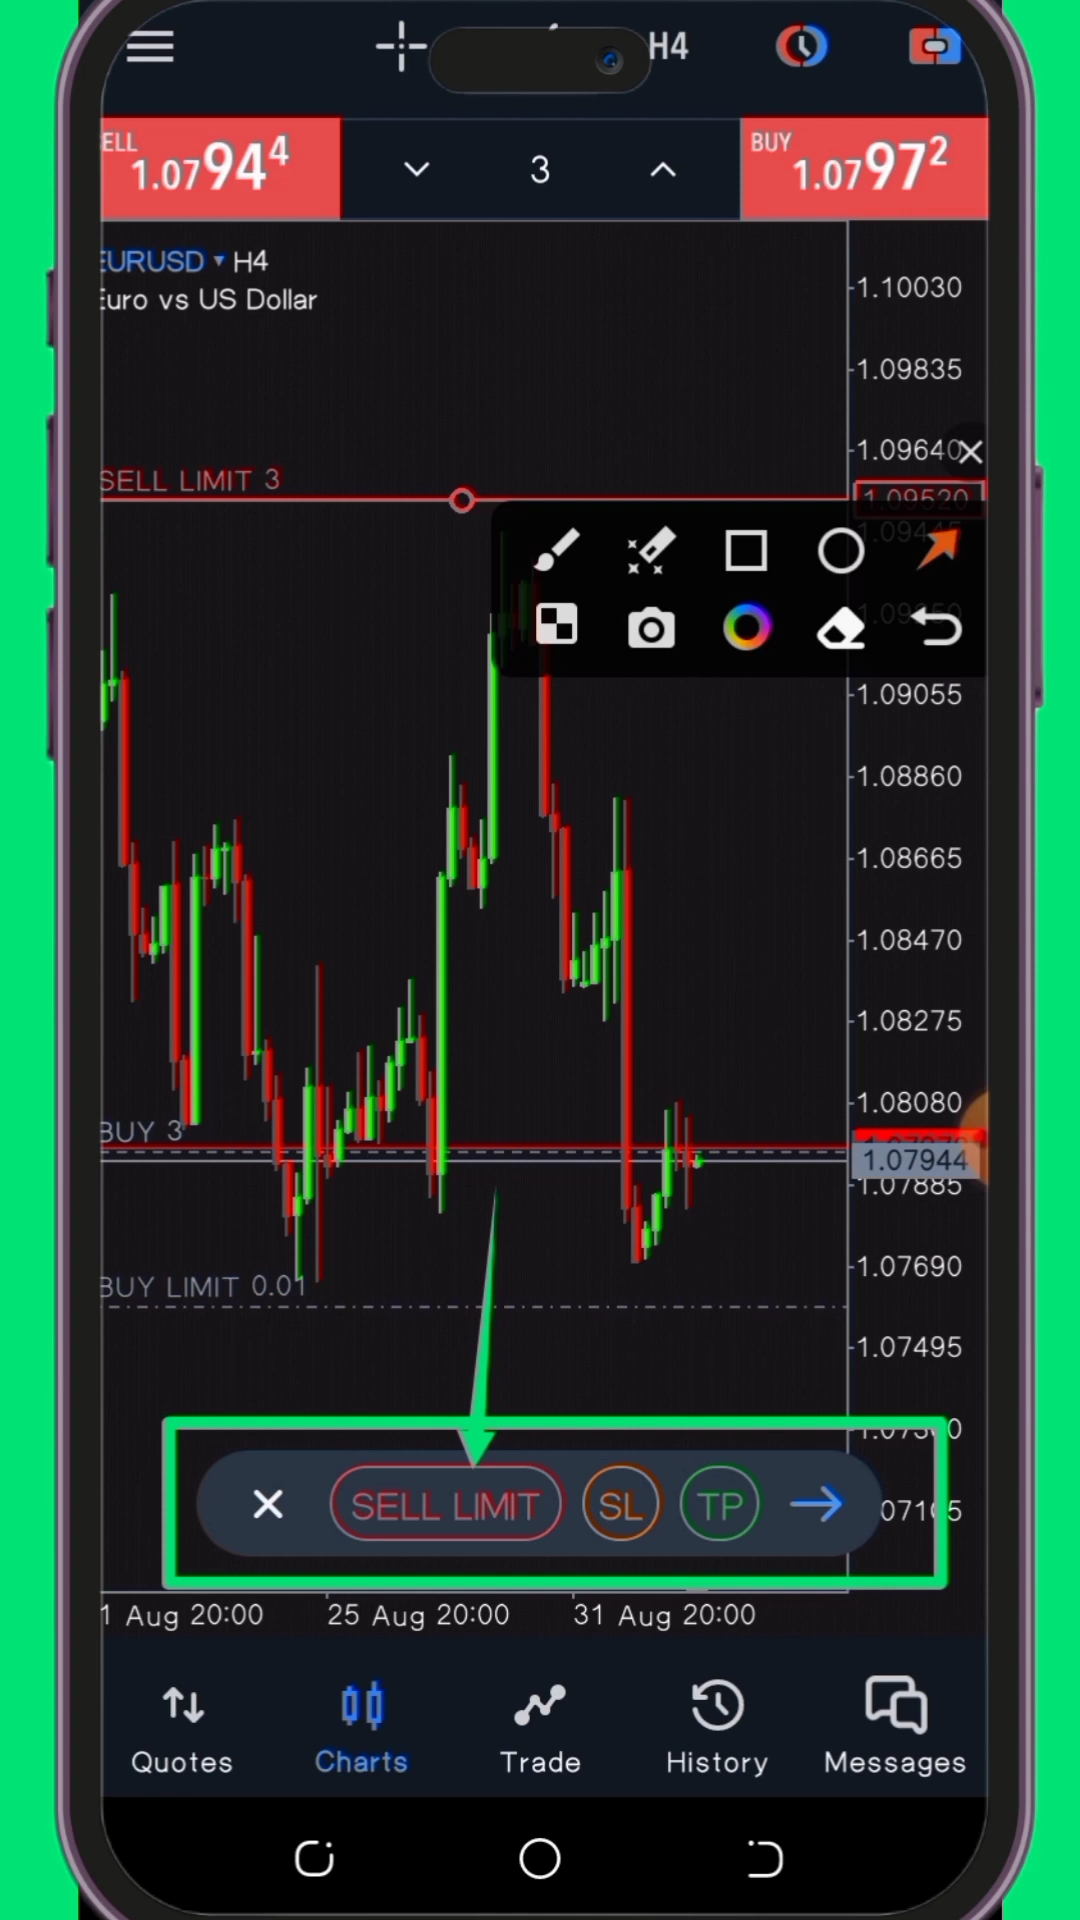 H4
ELL 1.07944
3
BUY 1.07972
EURUSD ▾ H4
Euro vs US Dollar
1.10030
1.09835
1.09640
SELL LIMIT 3
1.09520
1.09445
1.09055
1.08860
1.08665
1.08470
1.08275
1.08080
BUY 3
1.07944
1.07885
1.07690
BUY LIMIT 0.01
1.07495
SELL LIMIT
SL
TP
1 Aug 20:00
25 Aug 20:00
31 Aug 20:00
Quotes
Charts
Trade
History
Messages